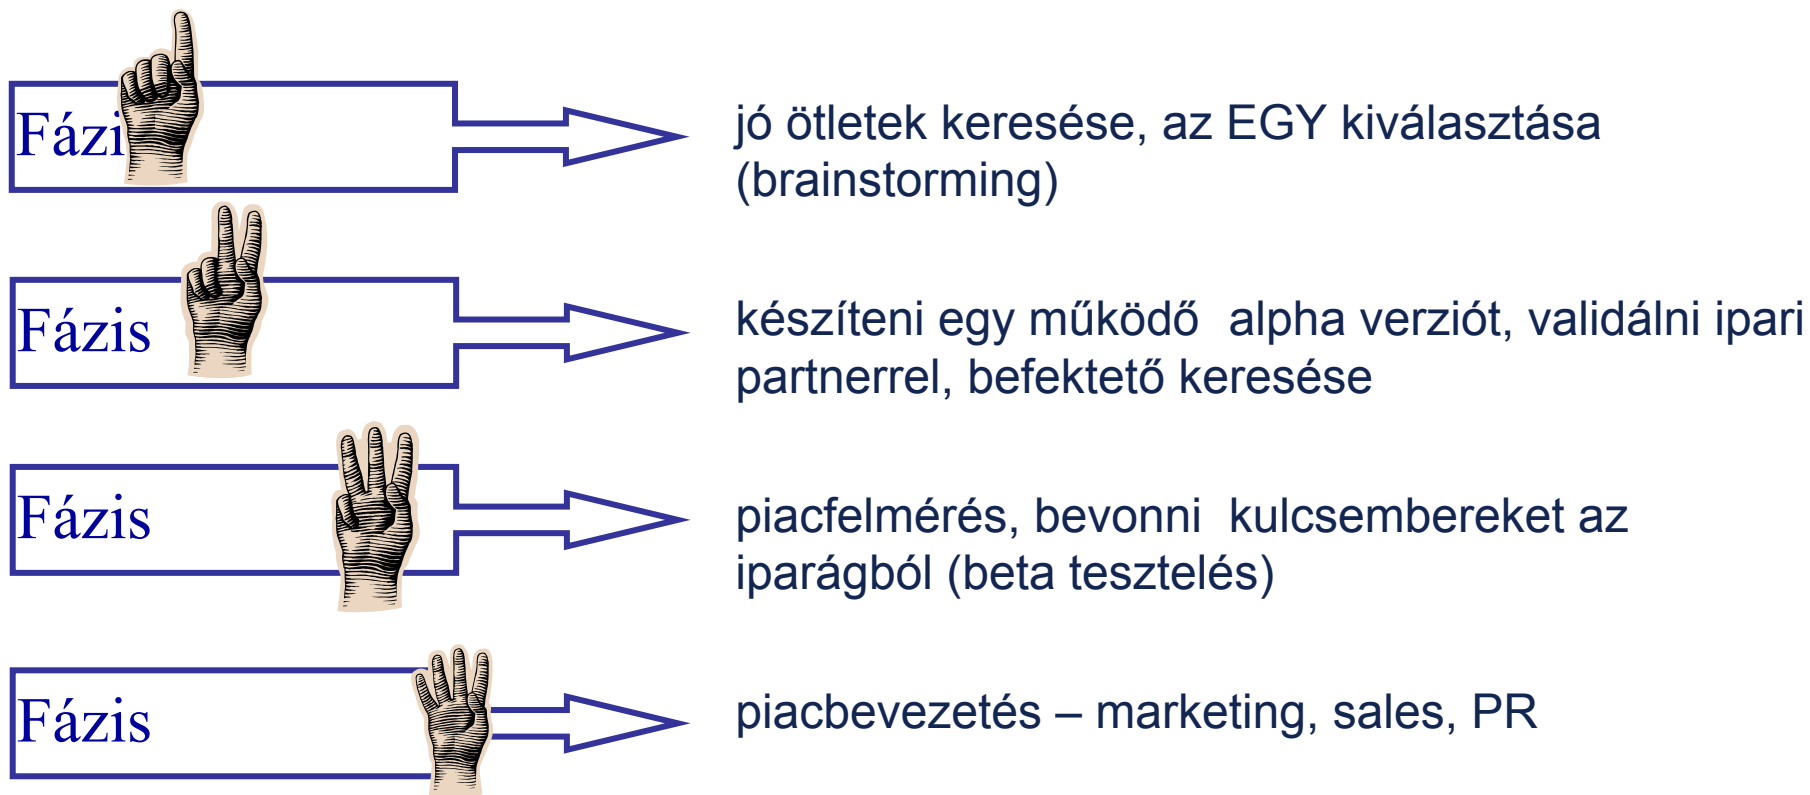 Fázi
jó ötletek keresése, az EGY kiválasztása
(brainstorming)
Fázis
készíteni egy működő alpha verziót, validálni ipari
partnerrel, befektető keresése
Fázis
piacfelmérés, bevonni kulcsembereket az
iparágból (beta tesztelés)
Fázis
piacbevezetés – marketing, sales, PR